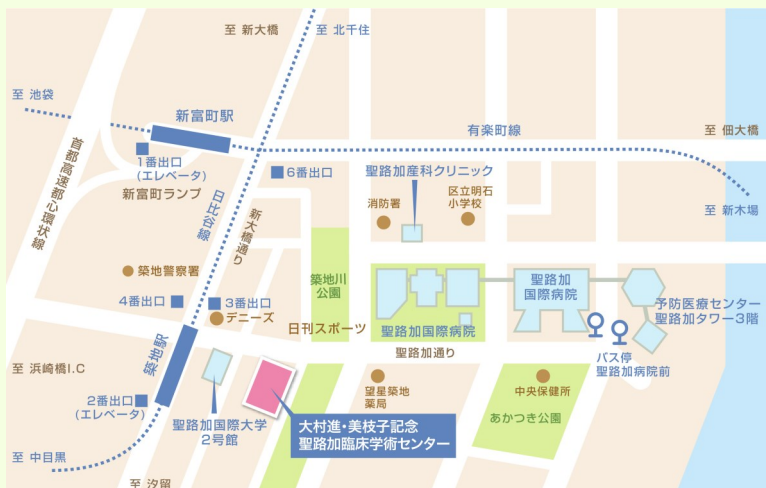 至 新大橋
至 北千住
至 池袋
新富町駅
有楽町線
至 佃大橋
首都高速都心環状線
1番出口
(エレベータ)
新富町ランプ
日比谷線
6番出口
聖路加産科クリニック
消防署
区立明石
小学校
新大橋通り
至 新木場
築地警察署
築地川
公園
聖路加
国際病院
4番出口
3番出口
デニーズ
日刊スポーツ
聖路加国際病院
予防医療センター
聖路加タワー3階
築地駅
聖路加通り
バス停
聖路加病院前
至 浜崎橋I.C
望星築地
薬局
中央保健所
2番出口
(エレベータ)
聖路加国際大学
2号館
大村進・美枝子記念
聖路加臨床学術センター
あかつき公園
至 中目黒
至 汐留